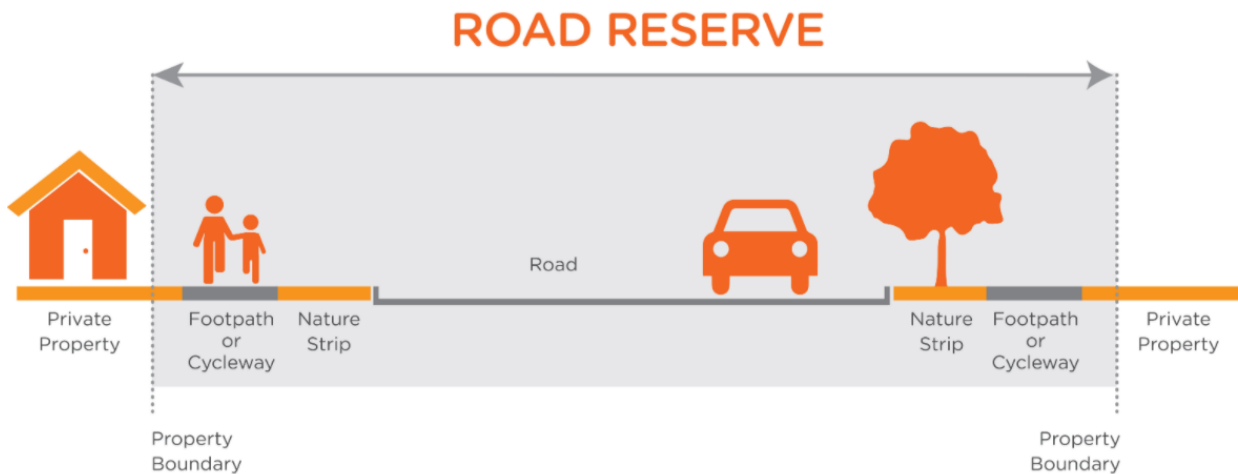 ROAD RESERVE
Road
Private
Property
Footpath
or
Cycleway
Nature
Strip
Nature
Strip
Footpath
or
Cycleway
Private
Property
Property
Boundary
Property
Boundary